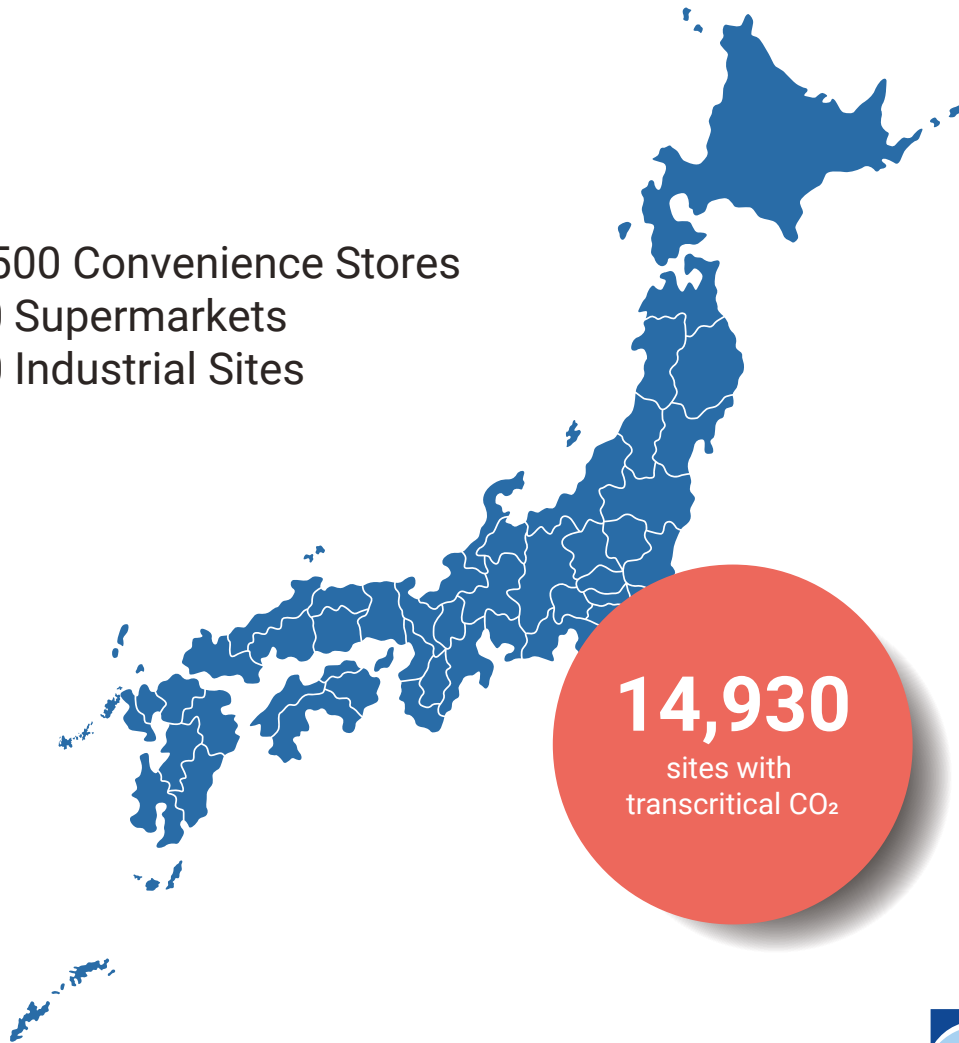 500 Convenience Stores
Supermarkets
Industrial Sites
14,930
sites with
transcritical CO₂